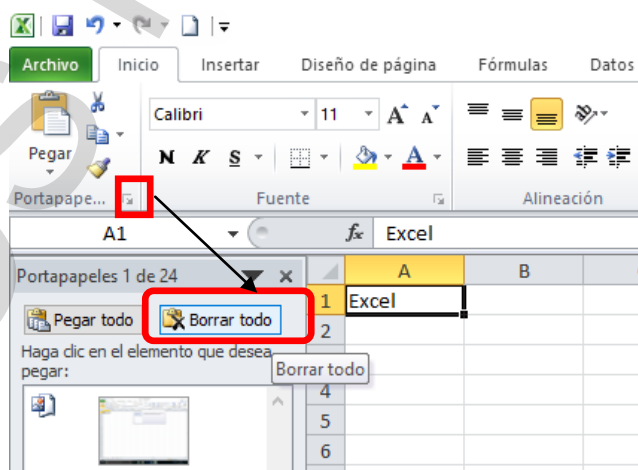 Archivo Inicio Insertar Diseño de página Fórmulas Datos
Calibri 11 A A
Pegar
N K S A
Portapape... Fuente Alineación
A1 fx Excel
Portapapeles 1 de 24
A B
Pegar todo Borrar todo
1 Excel
2
Haga clic en el elemento que desea
pegar:
Borrar todo
4
5
6